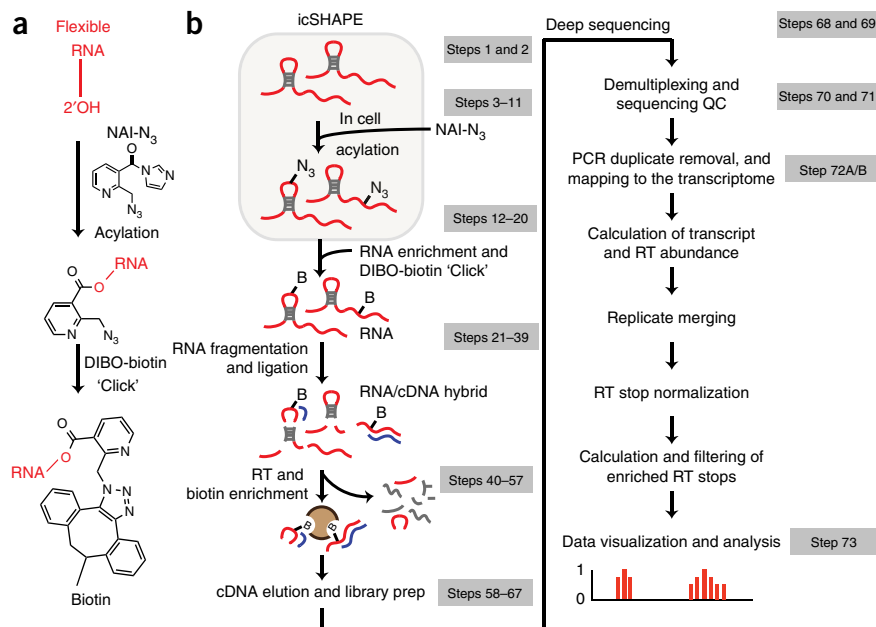 a
Flexible
RNA
2′OH
NAI-N3
O
N
N
N
N3
Acylation
RNA
O
O
N
N3
DIBO-biotin
‘Click’
O
RNA
O
N
N
N
N
Biotin
b
icSHAPE
Steps 1 and 2
Steps 3–11
In cell
NAI-N3
acylation
N3
N3
Steps 12–20
RNA enrichment and
DIBO-biotin ‘Click’
B
B
RNA
Steps 21–39
RNA fragmentation
and ligation
RNA/cDNA hybrid
B
B
RT and
biotin enrichment
Steps 40–57
B
B
cDNA elution and library prep
Steps 58–67
Deep sequencing
Steps 68 and 69
Demultiplexing and
sequencing QC
Steps 70 and 71
PCR duplicate removal, and
mapping to the transcriptome
Step 72A/B
Calculation of transcript
and RT abundance
Replicate merging
RT stop normalization
Calculation and filtering of
enriched RT stops
Data visualization and analysis
Step 73
1
0